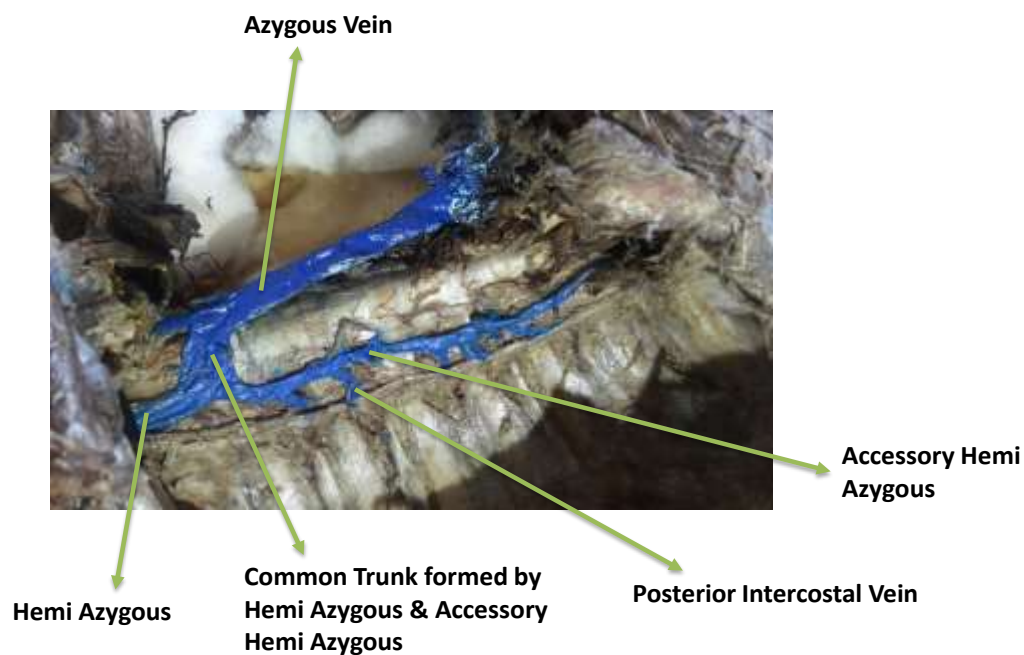 Azygous Vein
Accessory Hemi
Azygous
Common Trunk formed by
Hemi Azygous & Accessory
Hemi Azygous
Posterior Intercostal Vein
Hemi Azygous